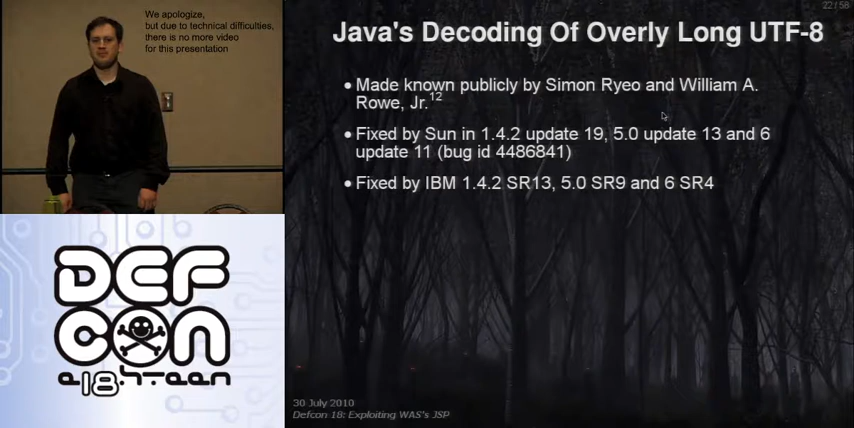 We apologize,
but due to technical difficulties,
there is no more video
for this presentation
22 / 58
Java's Decoding Of Overly Long UTF-8
• Made known publicly by Simon Ryeo and William A.
Rowe, Jr.12
• Fixed by Sun in 1.4.2 update 19, 5.0 update 13 and 6
update 11 (bug id 4486841)
• Fixed by IBM 1.4.2 SR13, 5.0 SR9 and 6 SR4
DEF
CON
e18h-teen
30 July 2010
Defcon 18: Exploiting WAS's JSP